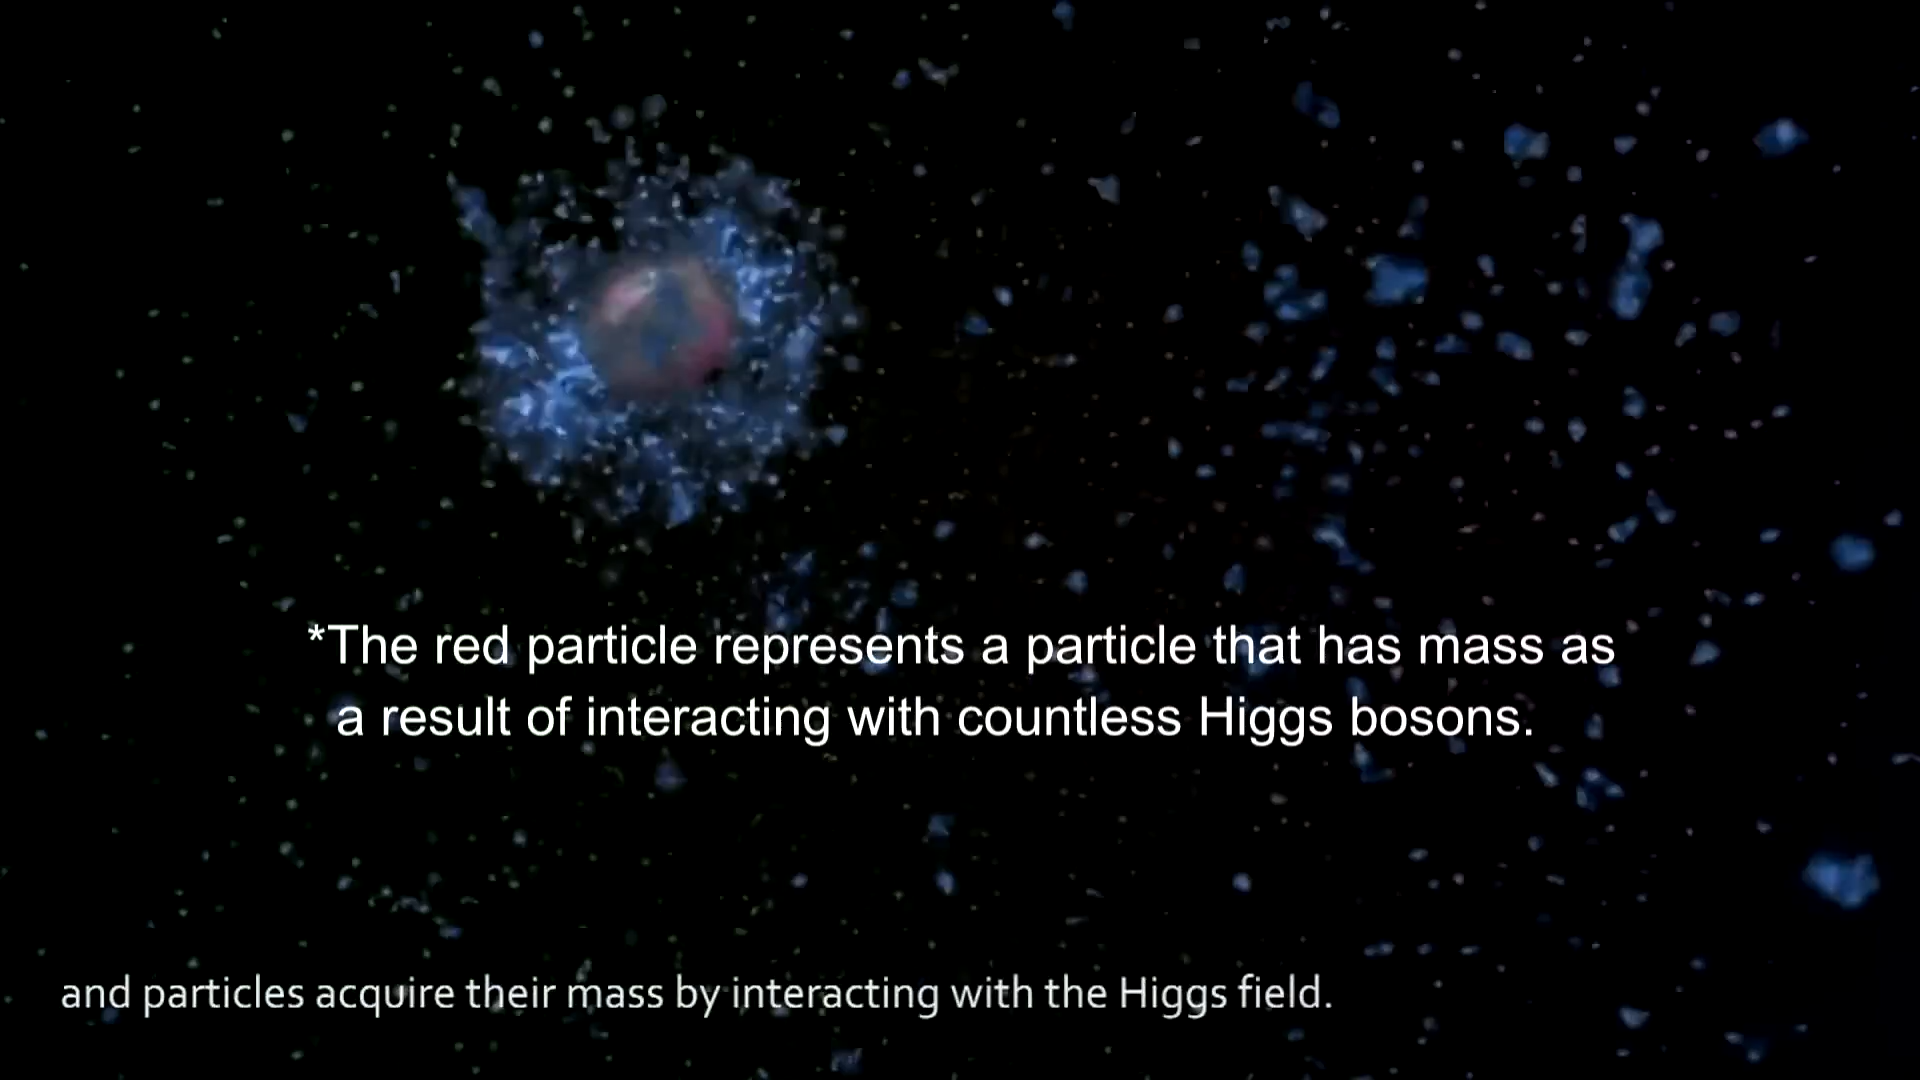 *The red particle represents a particle that has mass as
a result of interacting with countless Higgs bosons.
and particles acquire their mass by interacting with the Higgs field.